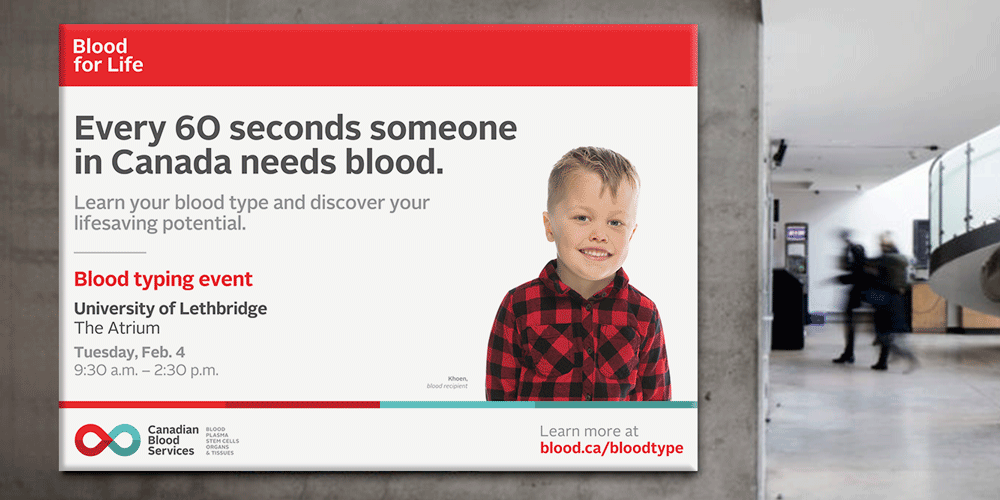 Blood
for Life
Every 60 seconds someone
in Canada needs blood.
Learn your blood type and discover your
lifesaving potential.
Blood typing event
University of Lethbridge
The Atrium
Tuesday, Feb. 4
9:30 a.m. – 2:30 p.m.
Khoen,
blood recipient
Canadian
Blood
Services
BLOOD
PLASMA
STEM CELLS
ORGANS
& TISSUES
Learn more at
blood.ca/bloodtype